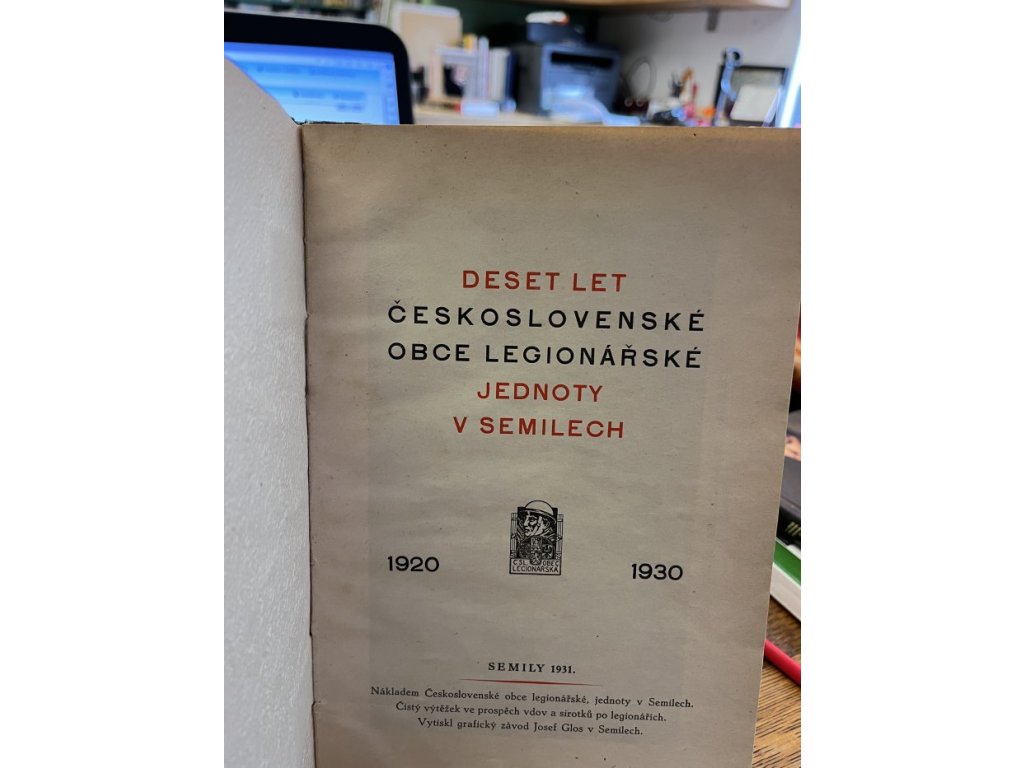 DESET LET
ČESKOSLOVENSKÉ
OBCE LEGIONÁŘSKÉ
JEDNOTY
V SEMILECH
ČSL. OBEC
LEGIONÁŘSKÁ
1920 1930
SEMILY 1931.
Nákladem Československé obce legionářské, jednoty v Semilech.
Čistý výtěžek ve prospěch vdov a sirotků po legionářích.
Vytiskl grafický závod Josef Glos v Semilech.